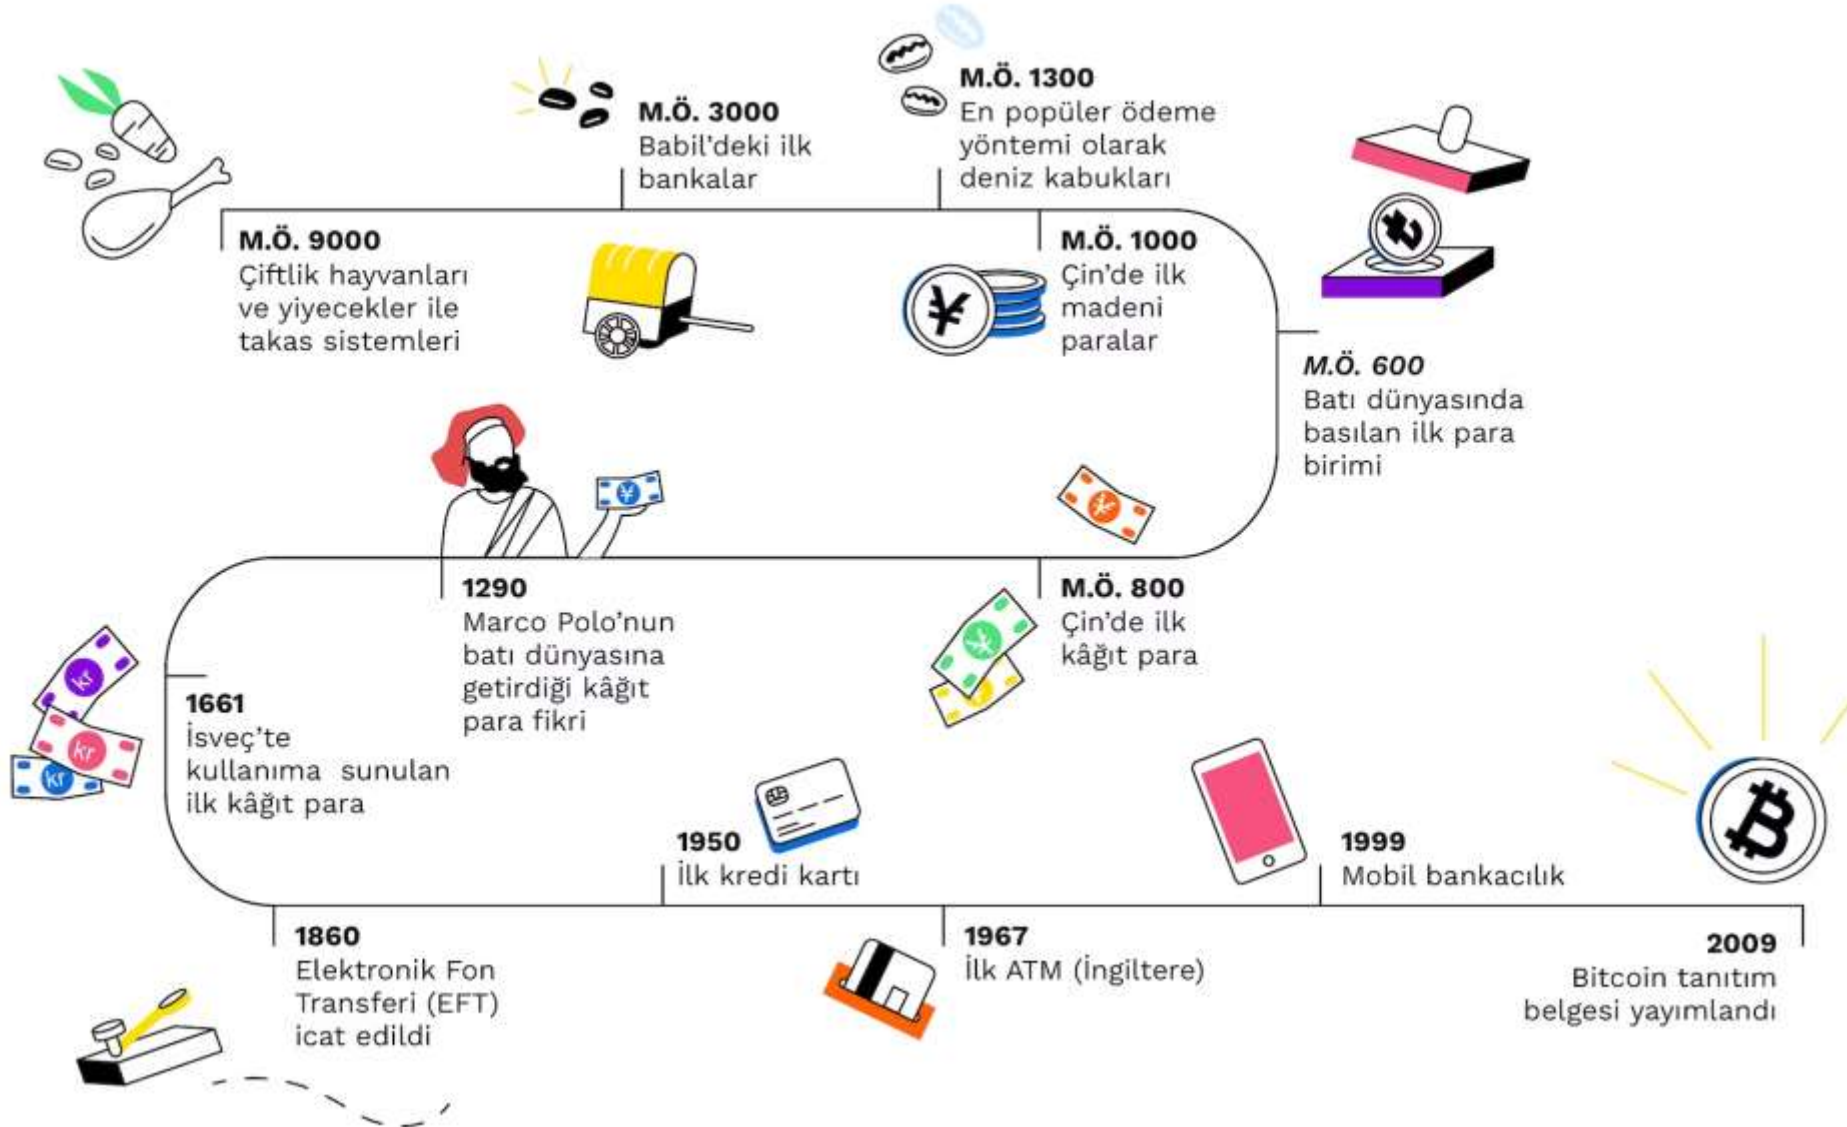 M.Ö. 9000
Çiftlik hayvanları
ve yiyecekler ile
takas sistemleri
M.Ö. 3000
Babil'deki ilk
bankalar
M.Ö. 1300
En popüler ödeme
yöntemi olarak
deniz kabukları
M.Ö. 1000
Çin'de ilk
madeni
paralar
¥
₺
M.Ö. 600
Batı dünyasında
basılan ilk para
birimi
M.Ö. 800
Çin'de ilk
kâğıt para
¥
¥
¥
1290
Marco Polo'nun
batı dünyasına
getirdiği kâğıt
para fikri
1661
İsveç'te
kullanıma  sunulan
ilk kâğıt para
kr
kr
kr
1860
Elektronik Fon
Transferi (EFT)
icat edildi
1950
İlk kredi kartı
1967
İlk ATM (İngiltere)
1999
Mobil bankacılık
2009
Bitcoin tanıtım
belgesi yayımlandı
₿